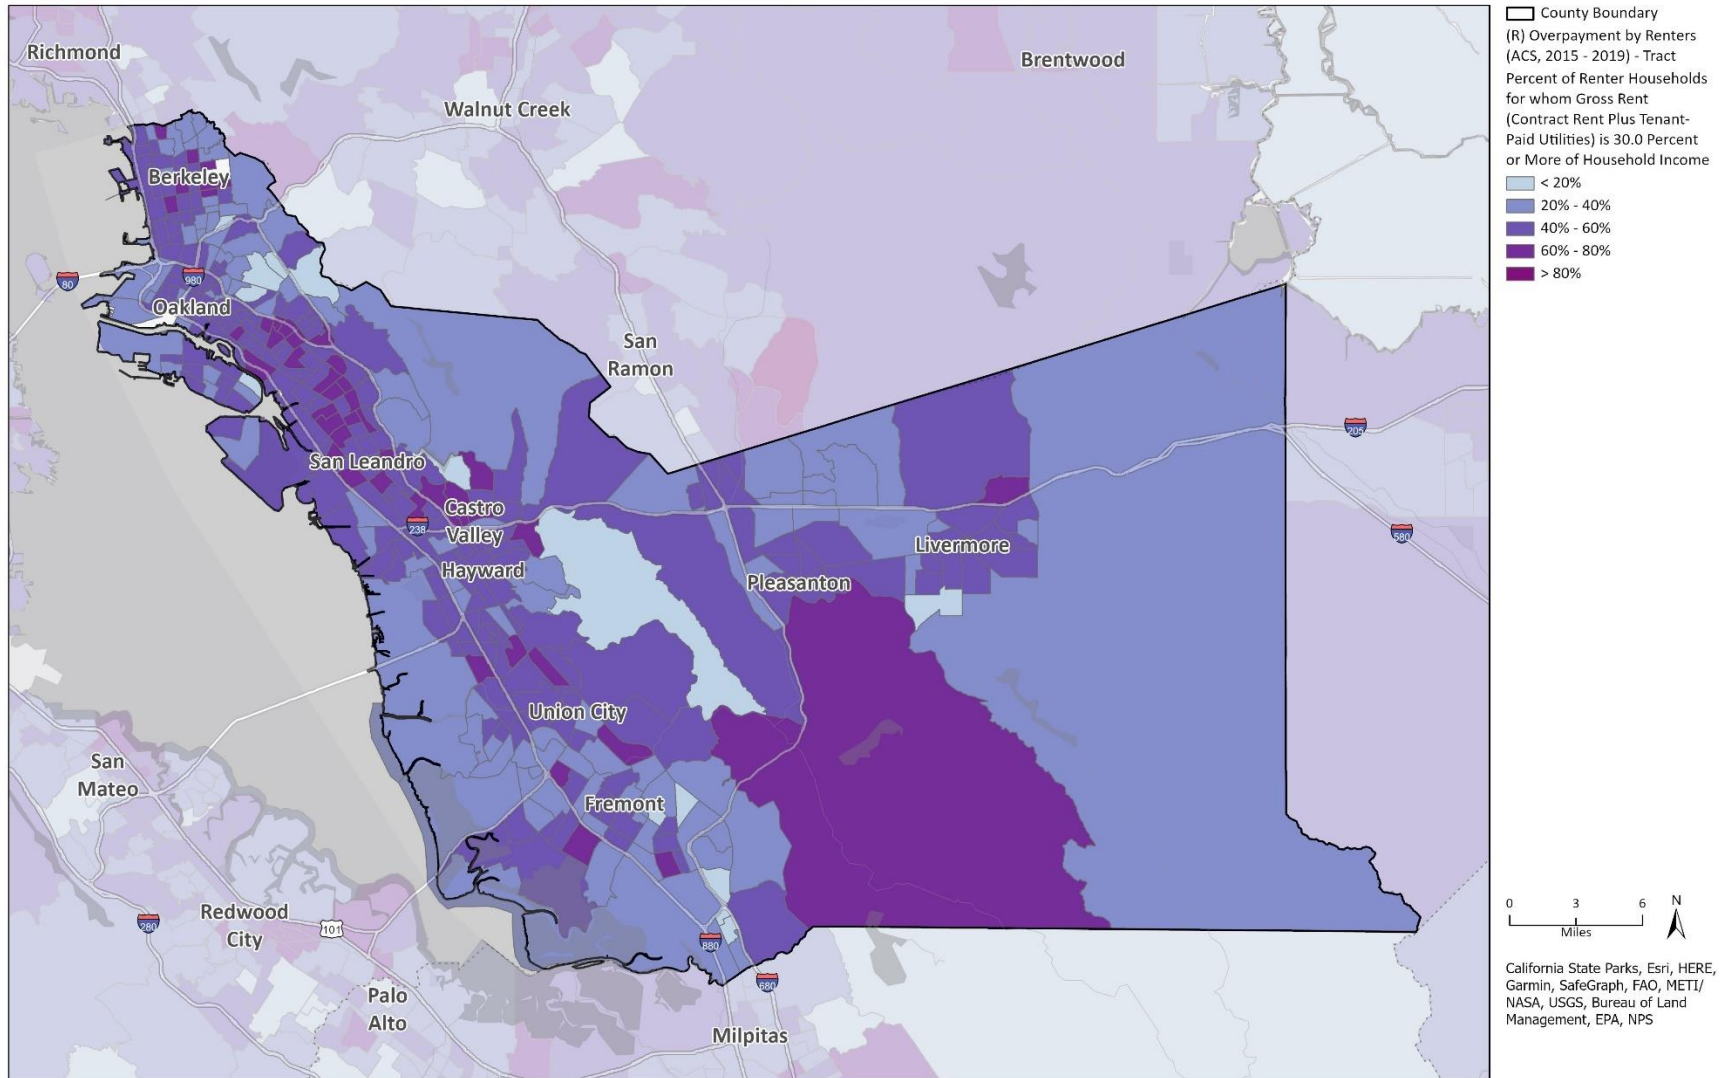 Richmond
Brentwood
Walnut Creek
Berkeley
80
980
Oakland
San
Ramon
205
San Leandro
Castro
Valley
238
580
Livermore
Hayward
Pleasanton
Union City
San
Mateo
Fremont
Redwood
City
280
101
880
680
Palo
Alto
Milpitas
County Boundary
(R) Overpayment by Renters
(ACS, 2015 - 2019) - Tract
Percent of Renter Households
for whom Gross Rent
(Contract Rent Plus Tenant-
Paid Utilities) is 30.0 Percent
or More of Household Income
< 20%
20% - 40%
40% - 60%
60% - 80%
> 80%
0 3 6
Miles
N
California State Parks, Esri, HERE,
Garmin, SafeGraph, FAO, METI/
NASA, USGS, Bureau of Land
Management, EPA, NPS